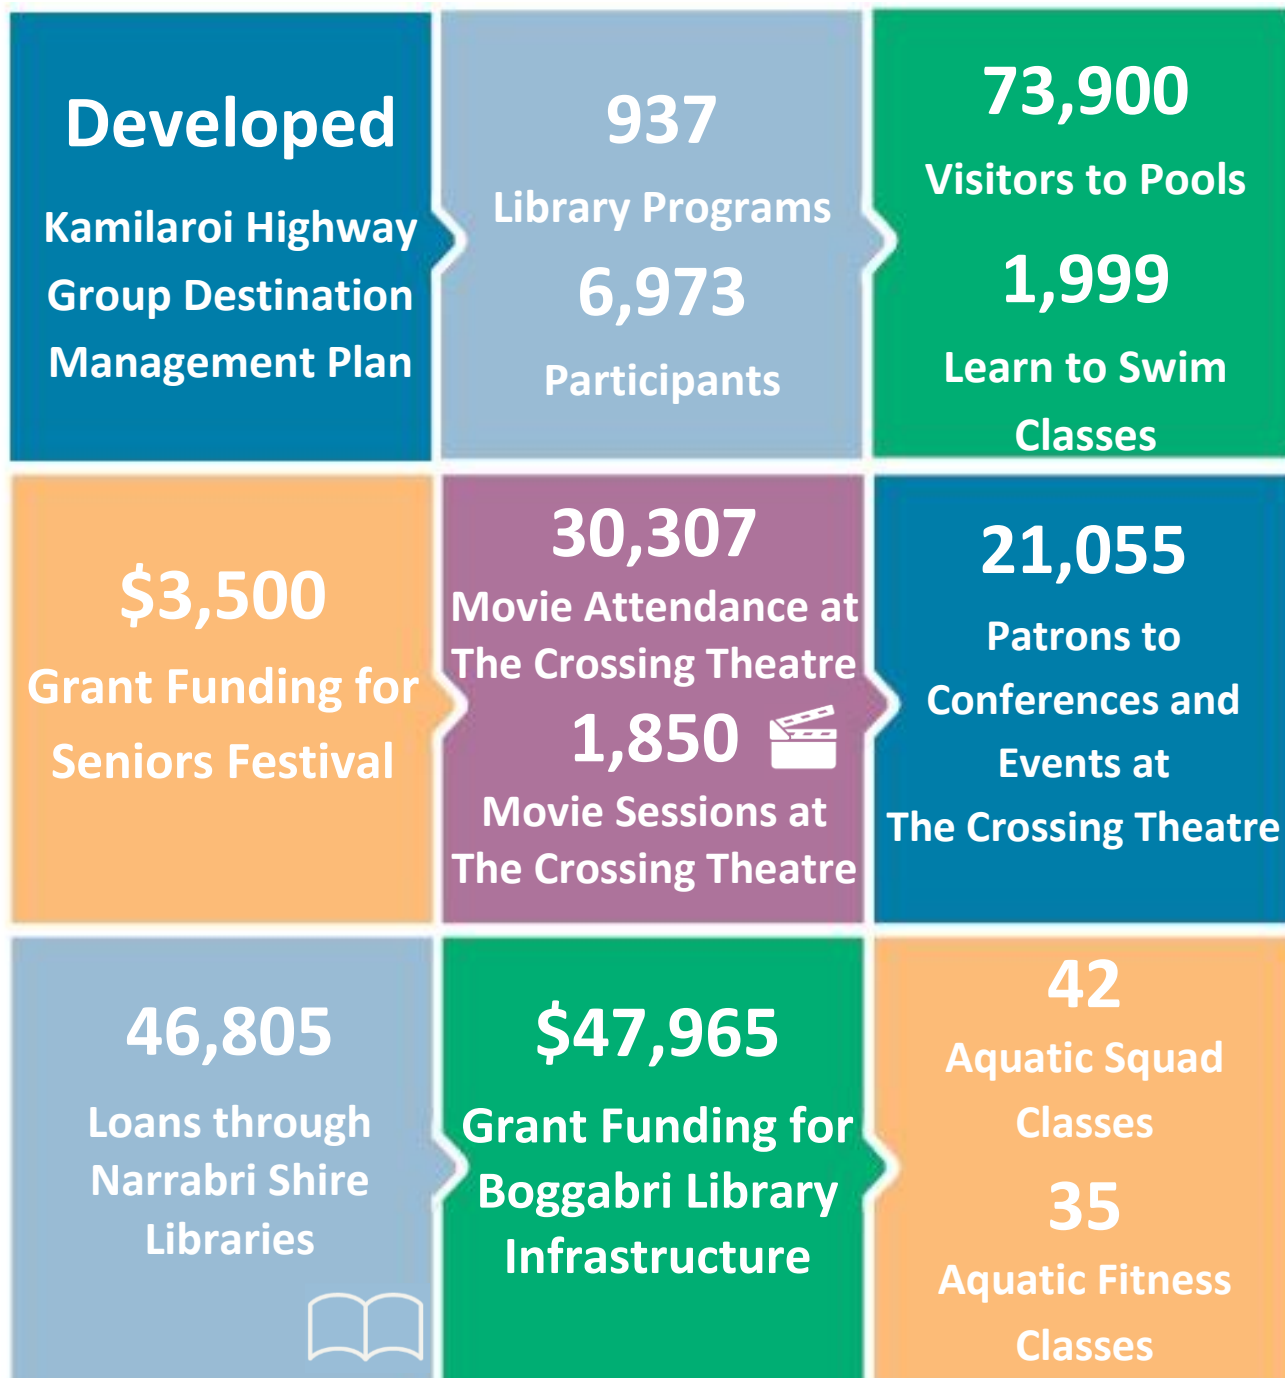 Developed
Kamilaroi Highway
Group Destination
Management Plan
937
Library Programs
6,973
Participants
73,900
Visitors to Pools
1,999
Learn to Swim
Classes
$3,500
Grant Funding for
Seniors Festival
30,307
Movie Attendance at
The Crossing Theatre
1,850
Movie Sessions at
The Crossing Theatre
21,055
Patrons to
Conferences and
Events at
The Crossing Theatre
46,805
Loans through
Narrabri Shire
Libraries
$47,965
Grant Funding for
Boggabri Library
Infrastructure
42
Aquatic Squad
Classes
35
Aquatic Fitness
Classes